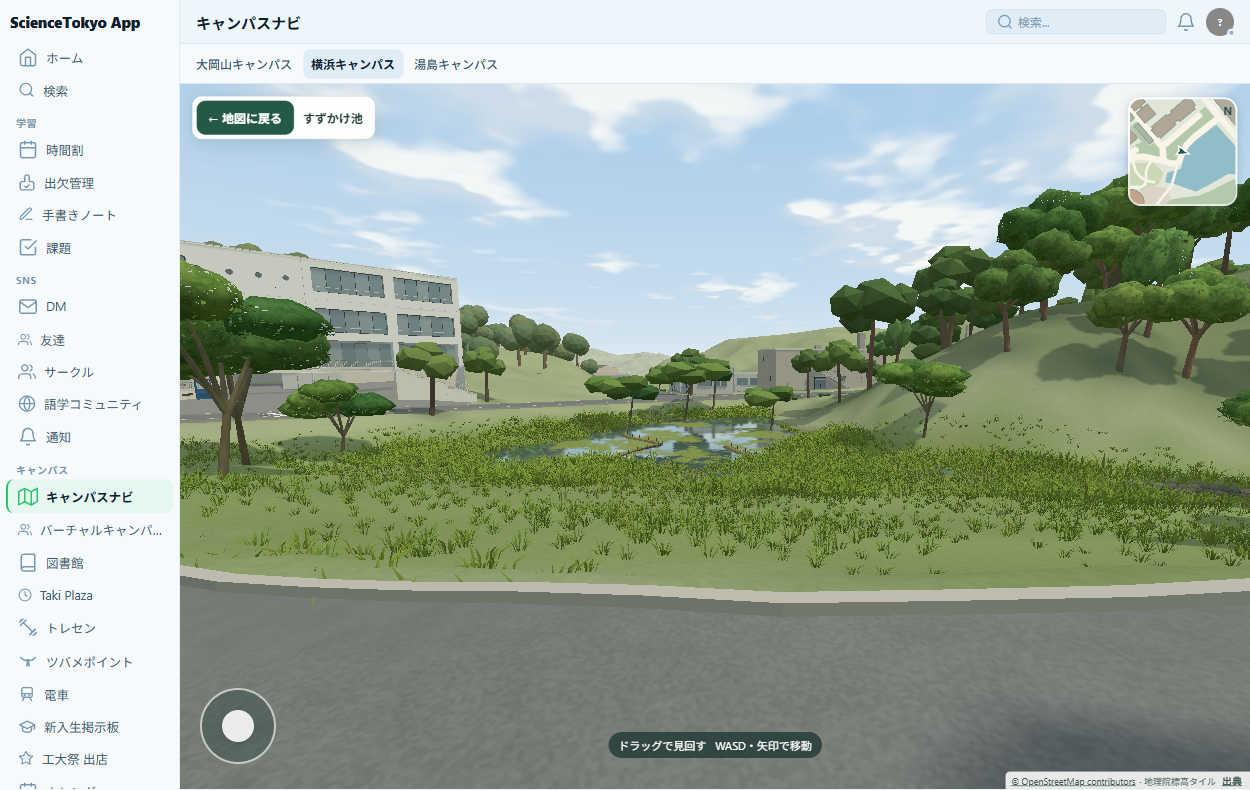 ScienceTokyo App
ホーム
検索
学習
時間割
出欠管理
手書きノート
課題
SNS
DM
友達
サークル
語学コミュニティ
通知
キャンパス
キャンパスナビ
バーチャルキャンパ...
図書館
Taki Plaza
トレセン
ツバメポイント
電車
新入生掲示板
工大祭 出店
キャンパスナビ
検索...
?
大岡山キャンパス 横浜キャンパス 湯島キャンパス
← 地図に戻る すずかけ池
N
ドラッグで見回す WASD・矢印で移動
© OpenStreetMap contributors · 地理院標高タイル 出典